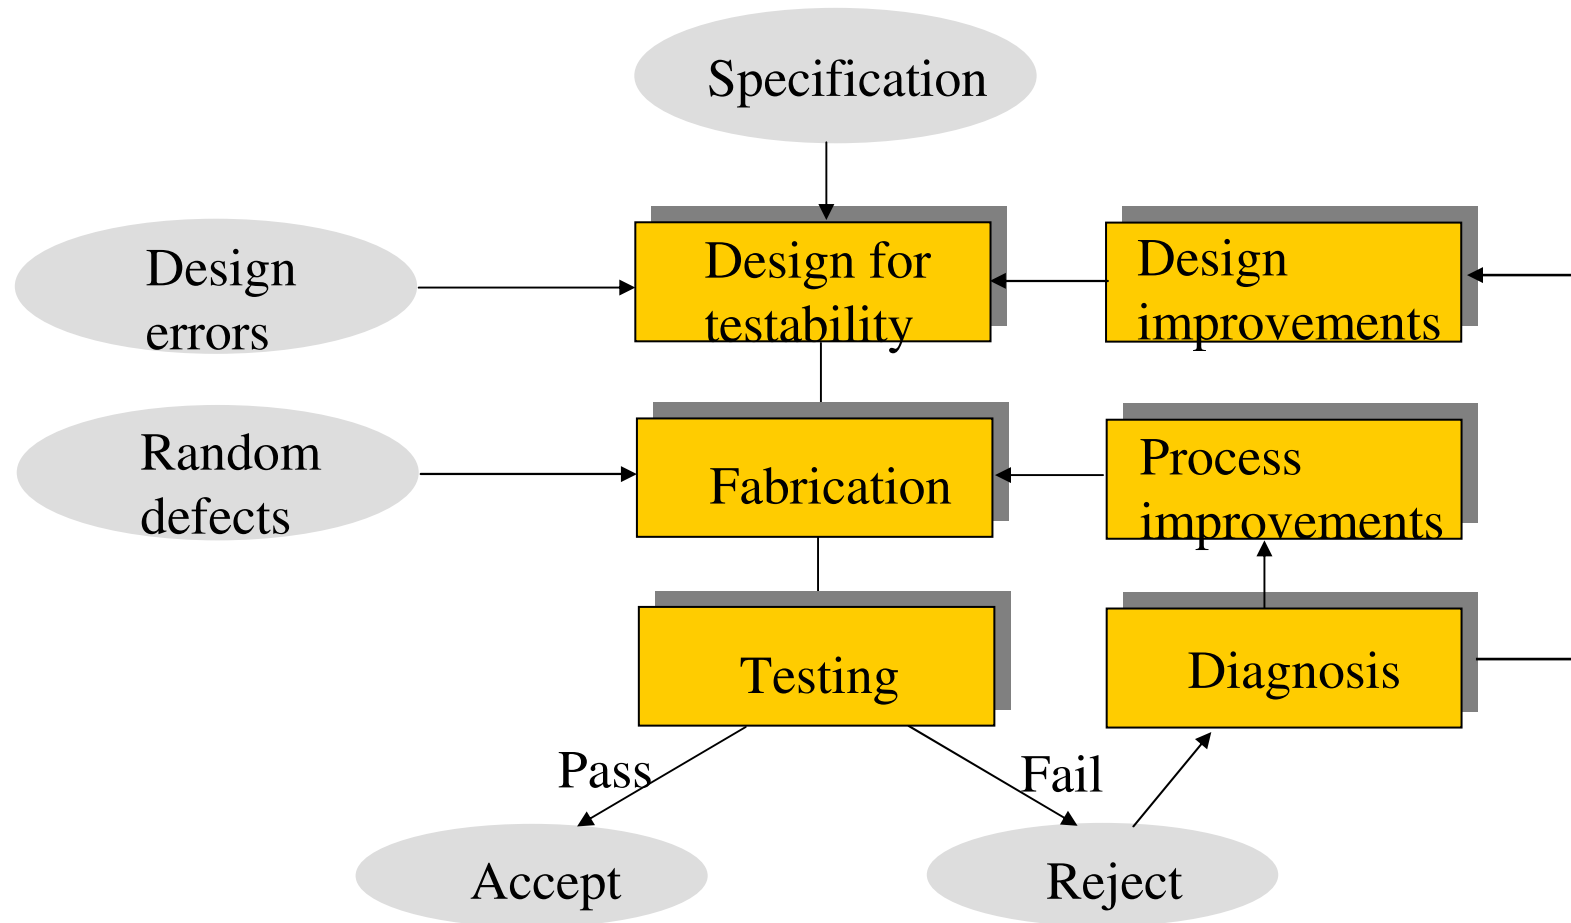 Specification
Design
errors
Design for
testability
Design
improvements
Random
defects
Fabrication
Process
improvements
Testing
Diagnosis
Pass
Fail
Accept
Reject